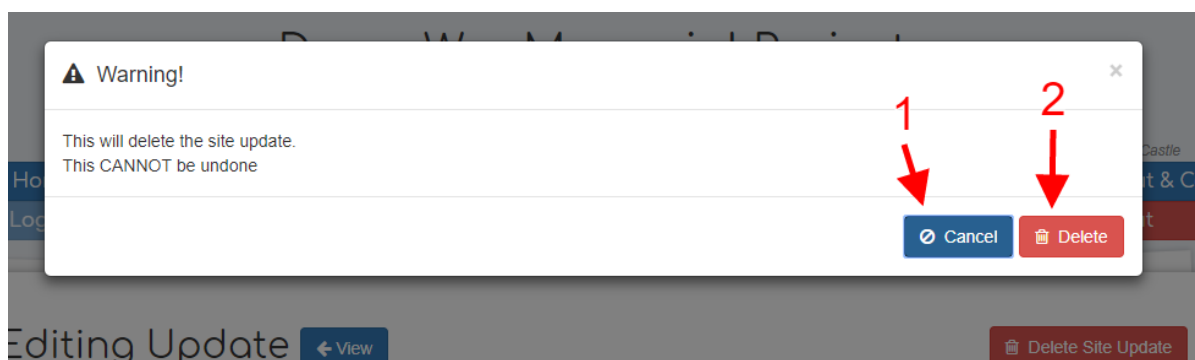 Warning!
×
1
2
This will delete the site update.
This CANNOT be undone
Castle
Cancel
Delete
Editing Update
View
Delete Site Update